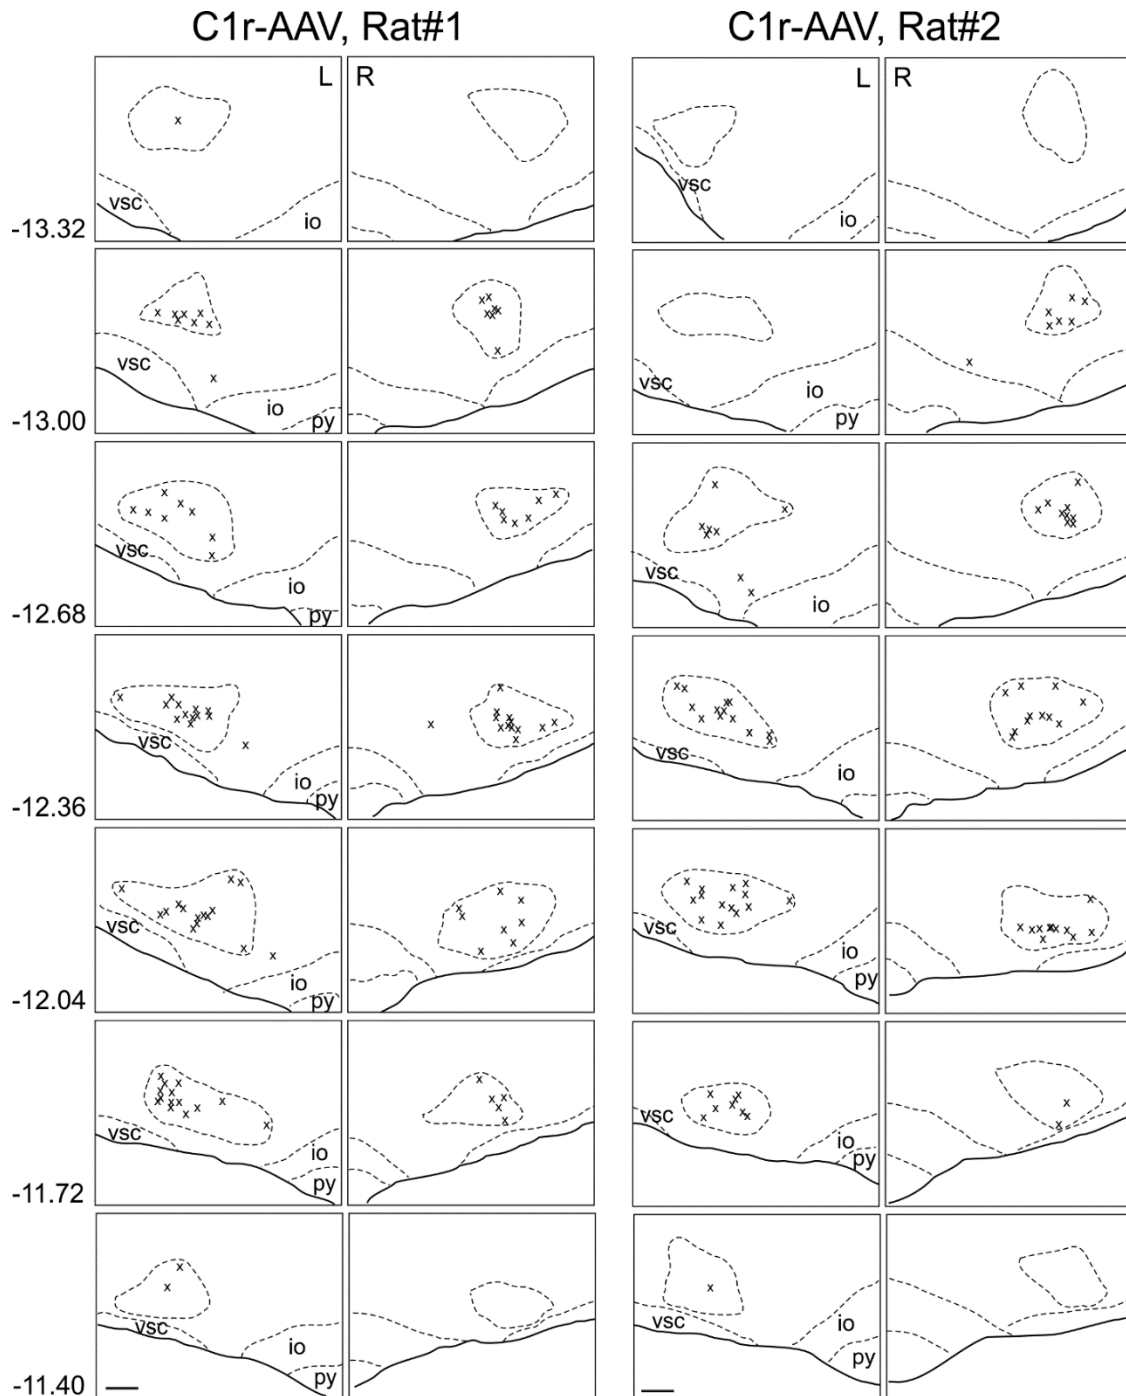 C1r-AAV, Rat#1 C1r-AAV, Rat#2
L R L R
vsc io vsc io
-13.32
vsc io py vsc io py
-13.00
vsc io py vsc io
-12.68
vsc io py vsc io
-12.36
vsc io py vsc io py
-12.04
vsc io py vsc io py
-11.72
vsc io py vsc io py
-11.40